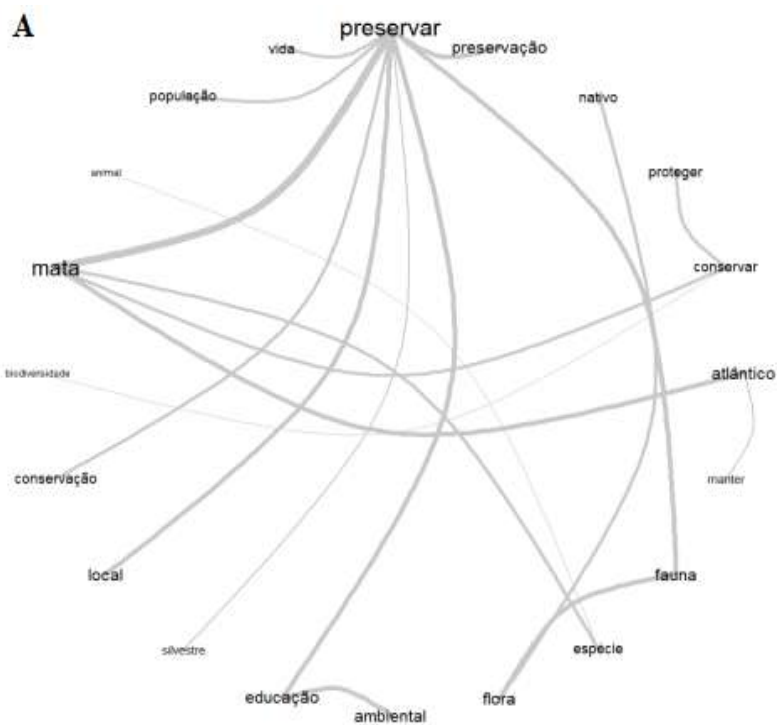 A
preservar
vida
preservação
população
nativo
animal
proteger
mata
conservar
biodiversidade
atlântico
conservação
manter
local
fauna
silvestre
espécie
educação
flora
ambiental